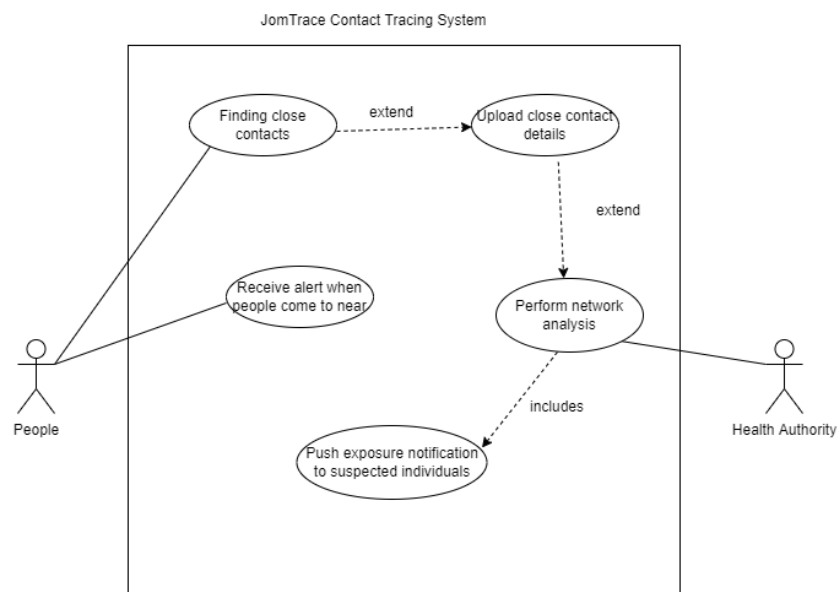 JomTrace Contact Tracing System
Finding close
contacts
extend
Upload close contact
details
extend
Receive alert when
people come to near
Perform network
analysis
People
Health Authority
includes
Push exposure notification
to suspected individuals